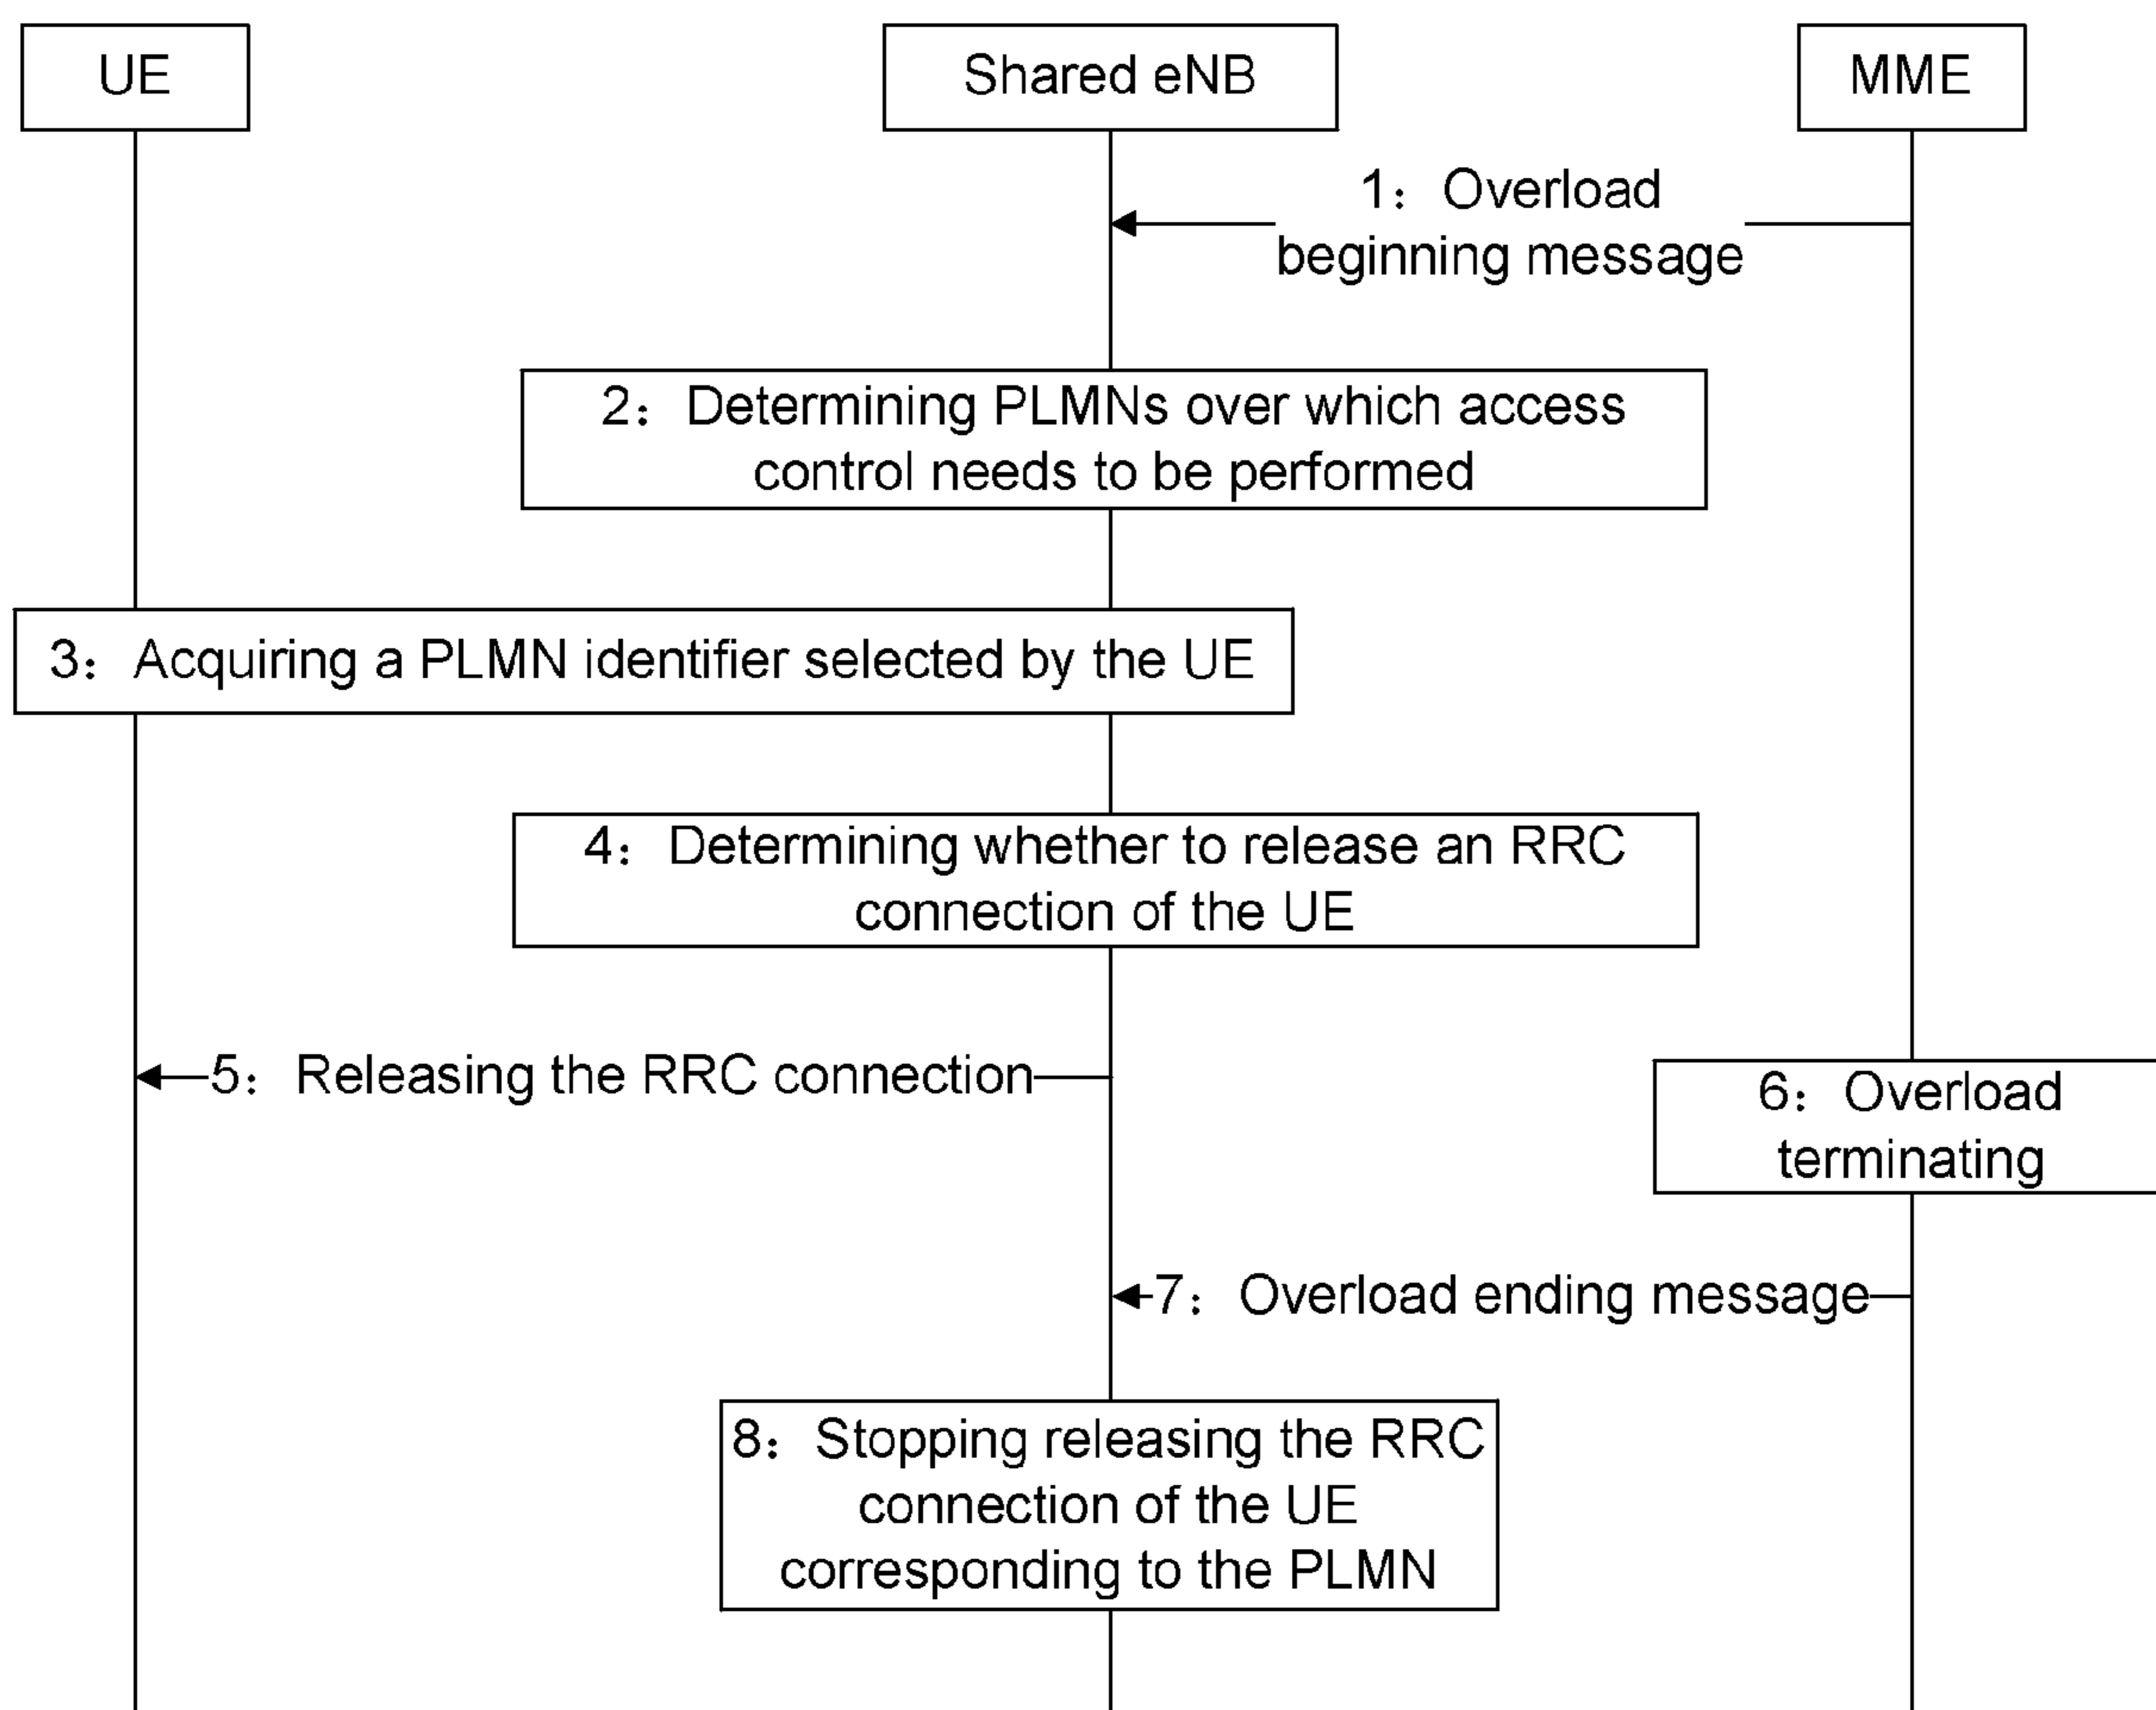 UE
Shared eNB
MME
1： Overload
beginning message
2： Determining PLMNs over which access
control needs to be performed
3： Acquiring a PLMN identifier selected by the UE
4： Determining whether to release an RRC
connection of the UE
5： Releasing the RRC connection
6： Overload
terminating
7： Overload ending message
8： Stopping releasing the RRC
connection of the UE
corresponding to the PLMN